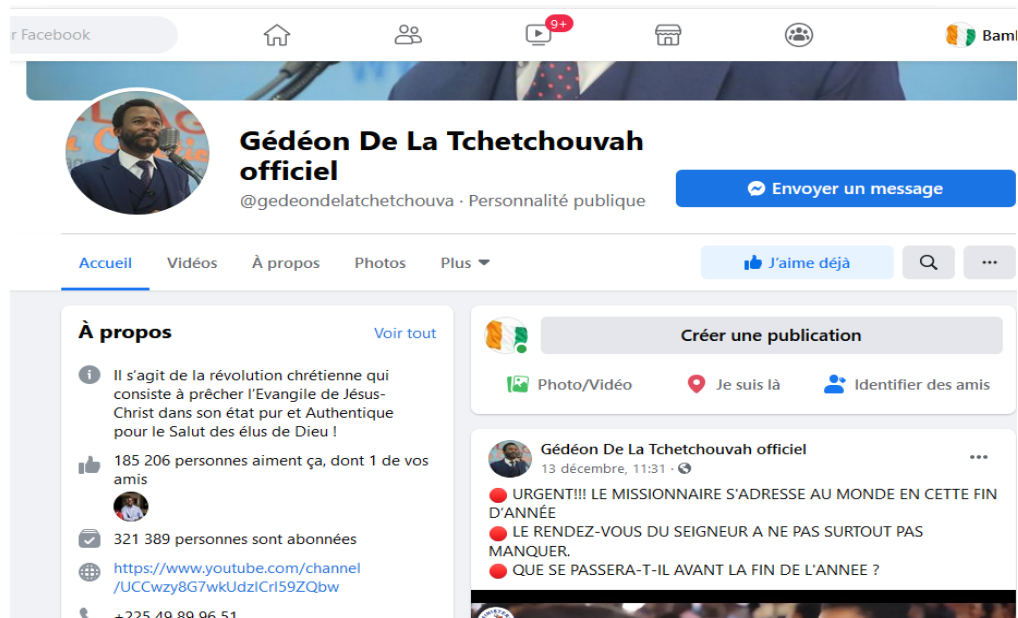 r Facebook
9+
Bam
Gédéon De La Tchetchouvah
officiel
@gedeondelatchetchouva · Personnalité publique
Envoyer un message
Accueil
Vidéos
À propos
Photos
Plus
J'aime déjà
À propos
Voir tout
Il s'agit de la révolution chrétienne qui
consiste à prêcher l'Evangile de Jésus-
Christ dans son état pur et Authentique
pour le Salut des élus de Dieu !
185 206 personnes aiment ça, dont 1 de vos
amis
321 389 personnes sont abonnées
https://www.youtube.com/channel
/UCCwzy8G7wkUdzlCrl59ZQbw
+225 49 89 96 51
Créer une publication
Photo/Vidéo
Je suis là
Identifier des amis
Gédéon De La Tchetchouvah officiel
13 décembre, 11:31 ·
URGENT!!! LE MISSIONNAIRE S'ADRESSE AU MONDE EN CETTE FIN
D'ANNÉE
LE RENDEZ-VOUS DU SEIGNEUR A NE PAS SURTOUT PAS
MANQUER.
QUE SE PASSERA-T-IL AVANT LA FIN DE L'ANNEE ?